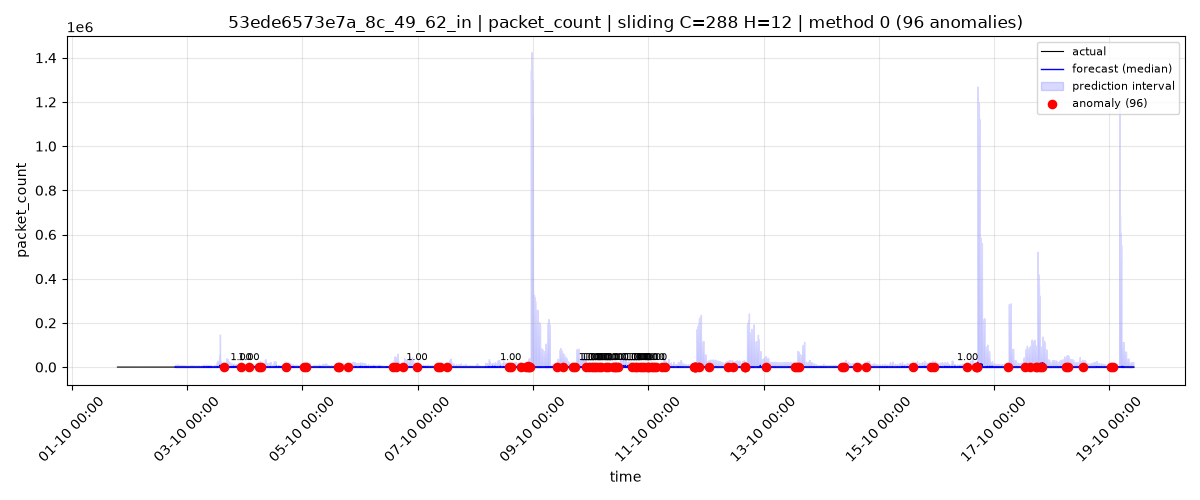 53ede6573e7a_8c_49_62_in | packet_count | sliding C=288 H=12 | method 0 (96 anomalies)
1e6
1.4
1.2
1.0
0.8
0.6
0.4
0.2
0.0
packet_count
actual
forecast (median)
prediction interval
anomaly (96)
1.00
1.00
1.00
1.00
01-10 00:00
03-10 00:00
05-10 00:00
07-10 00:00
09-10 00:00
11-10 00:00
13-10 00:00
15-10 00:00
17-10 00:00
19-10 00:00
time